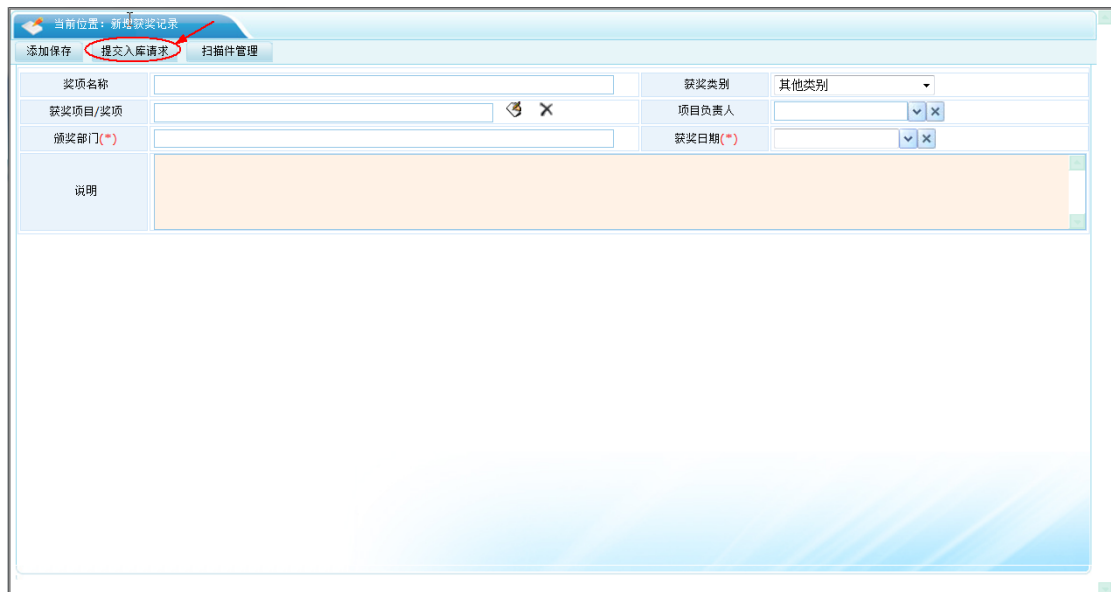 当前位置：新增获奖记录
添加保存 提交入库请求 扫描件管理
奖项名称 获奖类别 其他类别
获奖项目/奖项 项目负责人
颁奖部门(*) 获奖日期(*)
说明